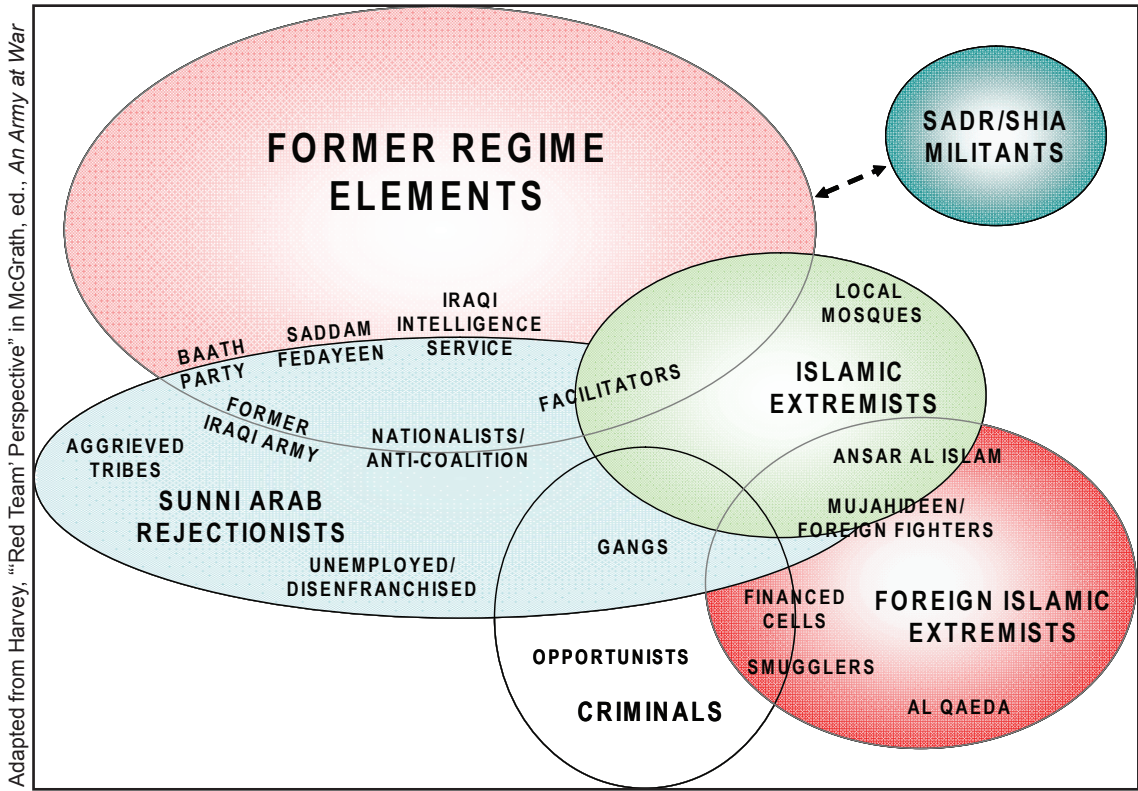 Adapted from Harvey, “‘Red Team’ Perspective” in McGrath, ed., An Army at War
FORMER REGIME
ELEMENTS
SADR/SHIA
MILITANTS
IRAQI
INTELLIGENCE
SERVICE
SADDAM
FEDAYEEN
BAATH
PARTY
FORMER
IRAQI ARMY
LOCAL
MOSQUES
FACILITATORS
ISLAMIC
EXTREMISTS
NATIONALISTS/
ANTI-COALITION
AGGRIEVED
TRIBES
SUNNI ARAB
REJECTIONISTS
ANSAR AL ISLAM
MUJAHIDEEN/
FOREIGN FIGHTERS
GANGS
UNEMPLOYED/
DISENFRANCHISED
FINANCED
CELLS
FOREIGN ISLAMIC
EXTREMISTS
OPPORTUNISTS
SMUGGLERS
CRIMINALS
AL QAEDA